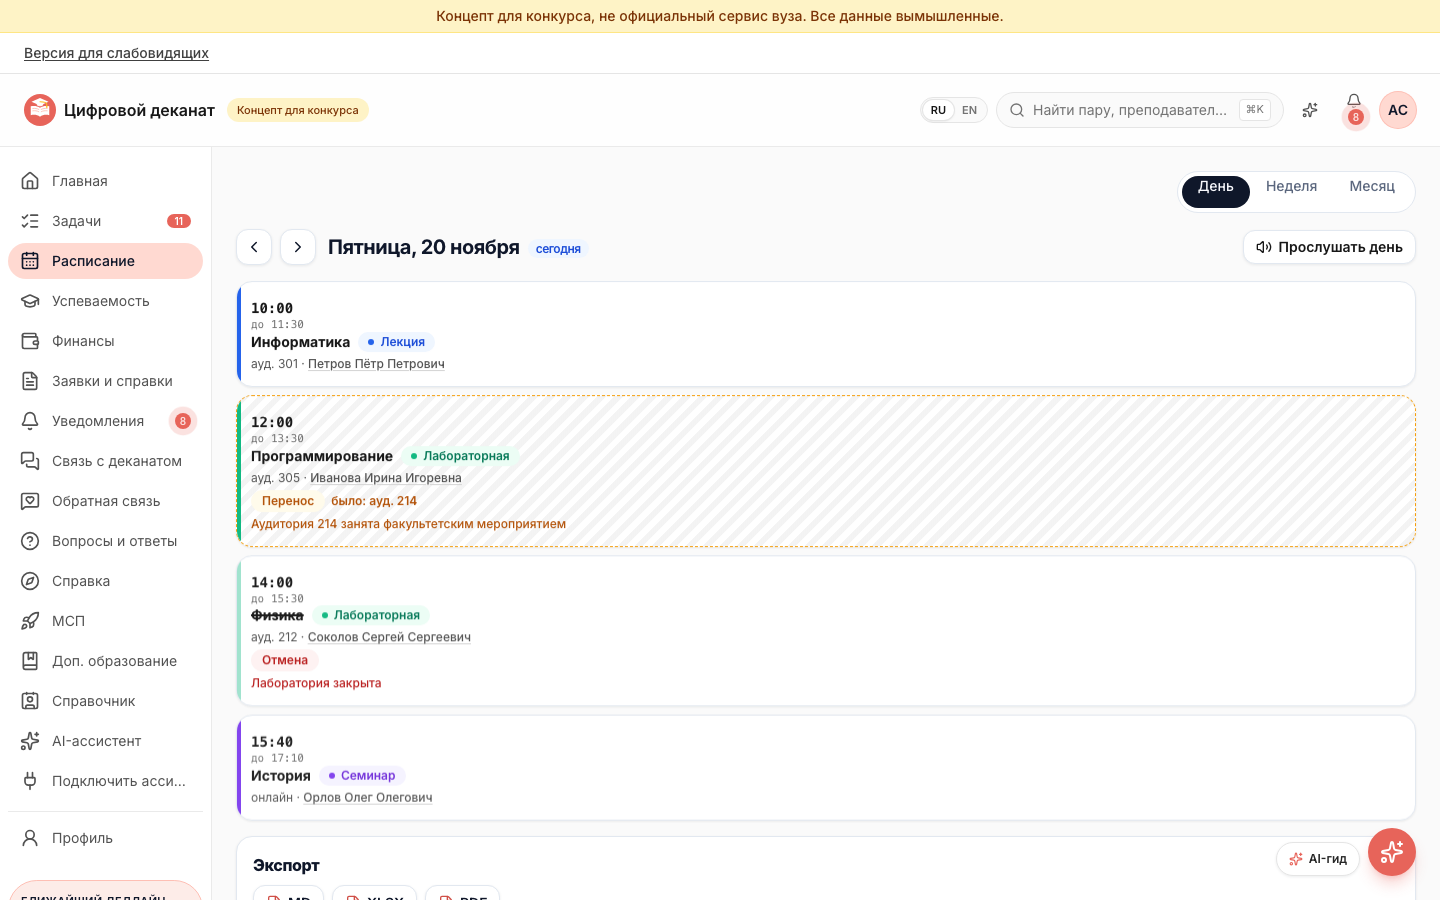 Концепт для конкурса, не официальный сервис вуза. Все данные вымышленные.
Версия для слабовидящих
Цифровой деканат
Концепт для конкурса
RU EN
Найти пару, преподавател... ⌘K
8
АС
Главная
Задачи 11
Расписание
Успеваемость
Финансы
Заявки и справки
Уведомления 8
Связь с деканатом
Обратная связь
Вопросы и ответы
Справка
МСП
Доп. образование
Справочник
AI-ассистент
Подключить асси...
Профиль
БЛИЖАЙШИЙ ДЕДЛАЙН
День Неделя Месяц
Пятница, 20 ноября сегодня
Прослушать день
10:00
до 11:30
Информатика Лекция
ауд. 301 · Петров Пётр Петрович
12:00
до 13:30
Программирование Лабораторная
ауд. 305 · Иванова Ирина Игоревна
Перенос было: ауд. 214
Аудитория 214 занята факультетским мероприятием
14:00
до 15:30
Физика Лабораторная
ауд. 212 · Соколов Сергей Сергеевич
Отмена
Лаборатория закрыта
15:40
до 17:10
История Семинар
онлайн · Орлов Олег Олегович
Экспорт
AI-гид
MD XLSX PDF